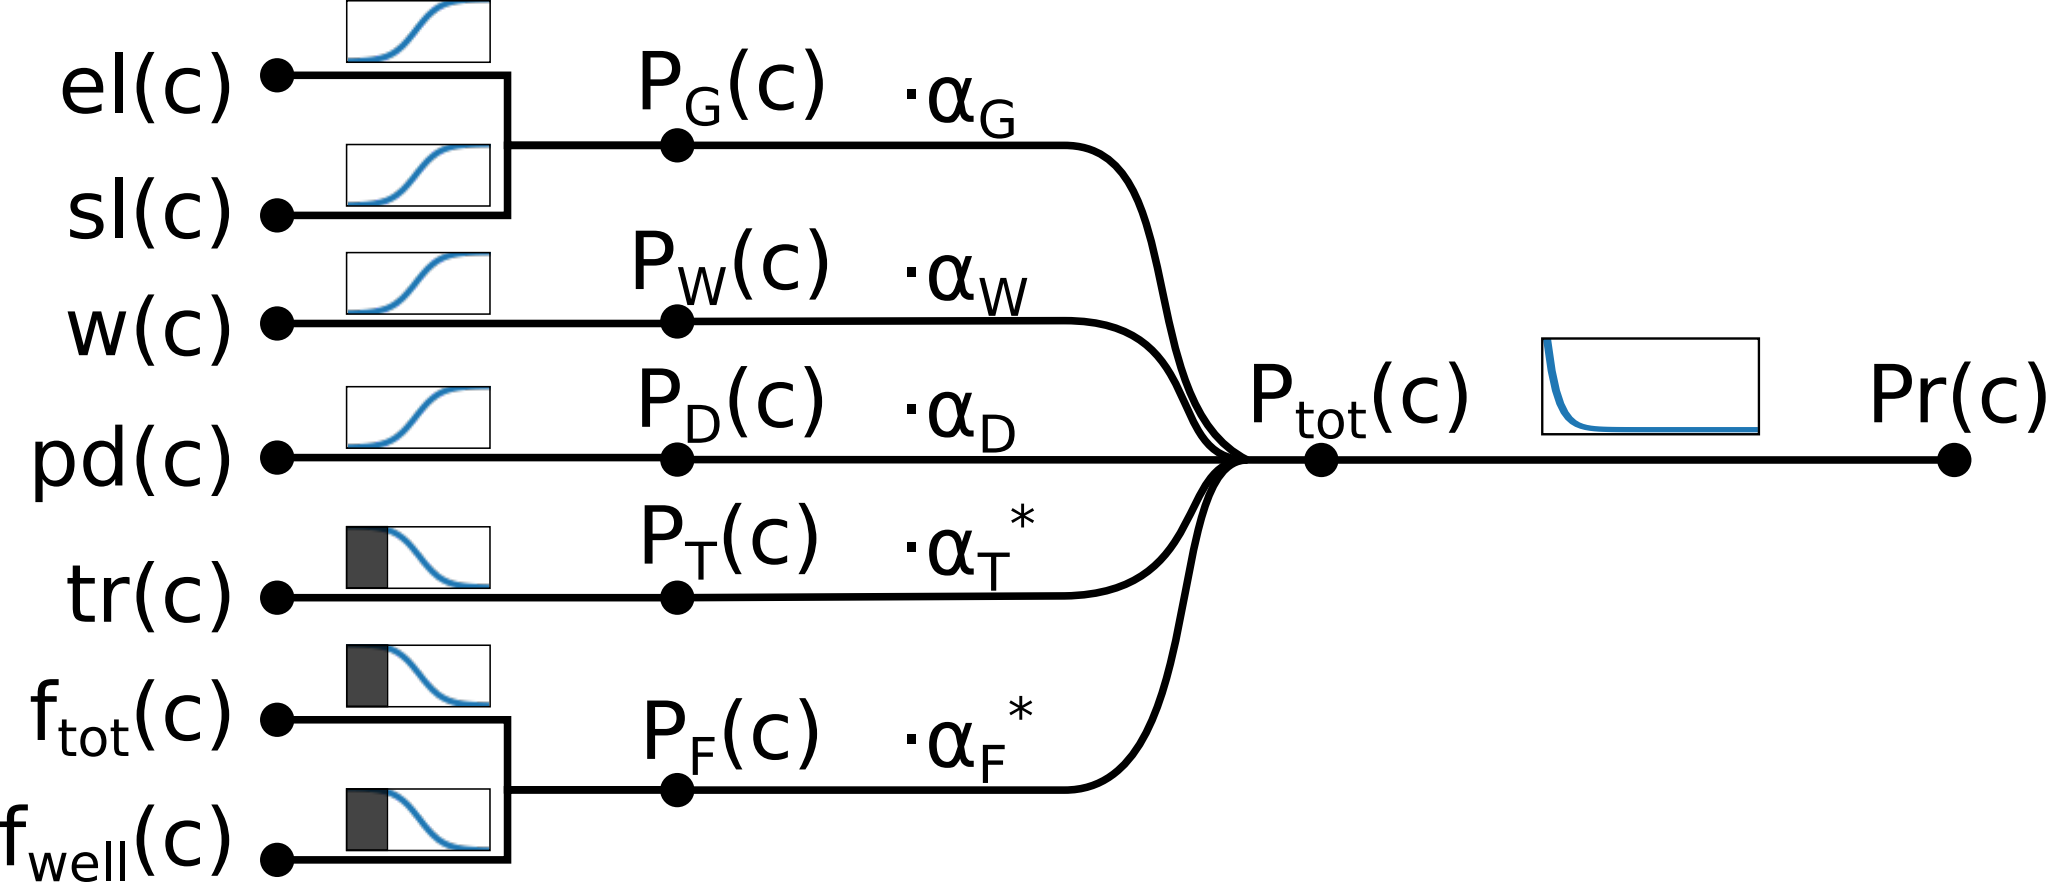 el(c)
P_G(c) ·α_G
sl(c)
P_W(c) ·α_W
w(c)
P_D(c) ·α_D
P_tot(c) Pr(c)
pd(c)
P_T(c) ·α_T*
tr(c)
f_tot(c)
P_F(c) ·α_F*
f_well(c)